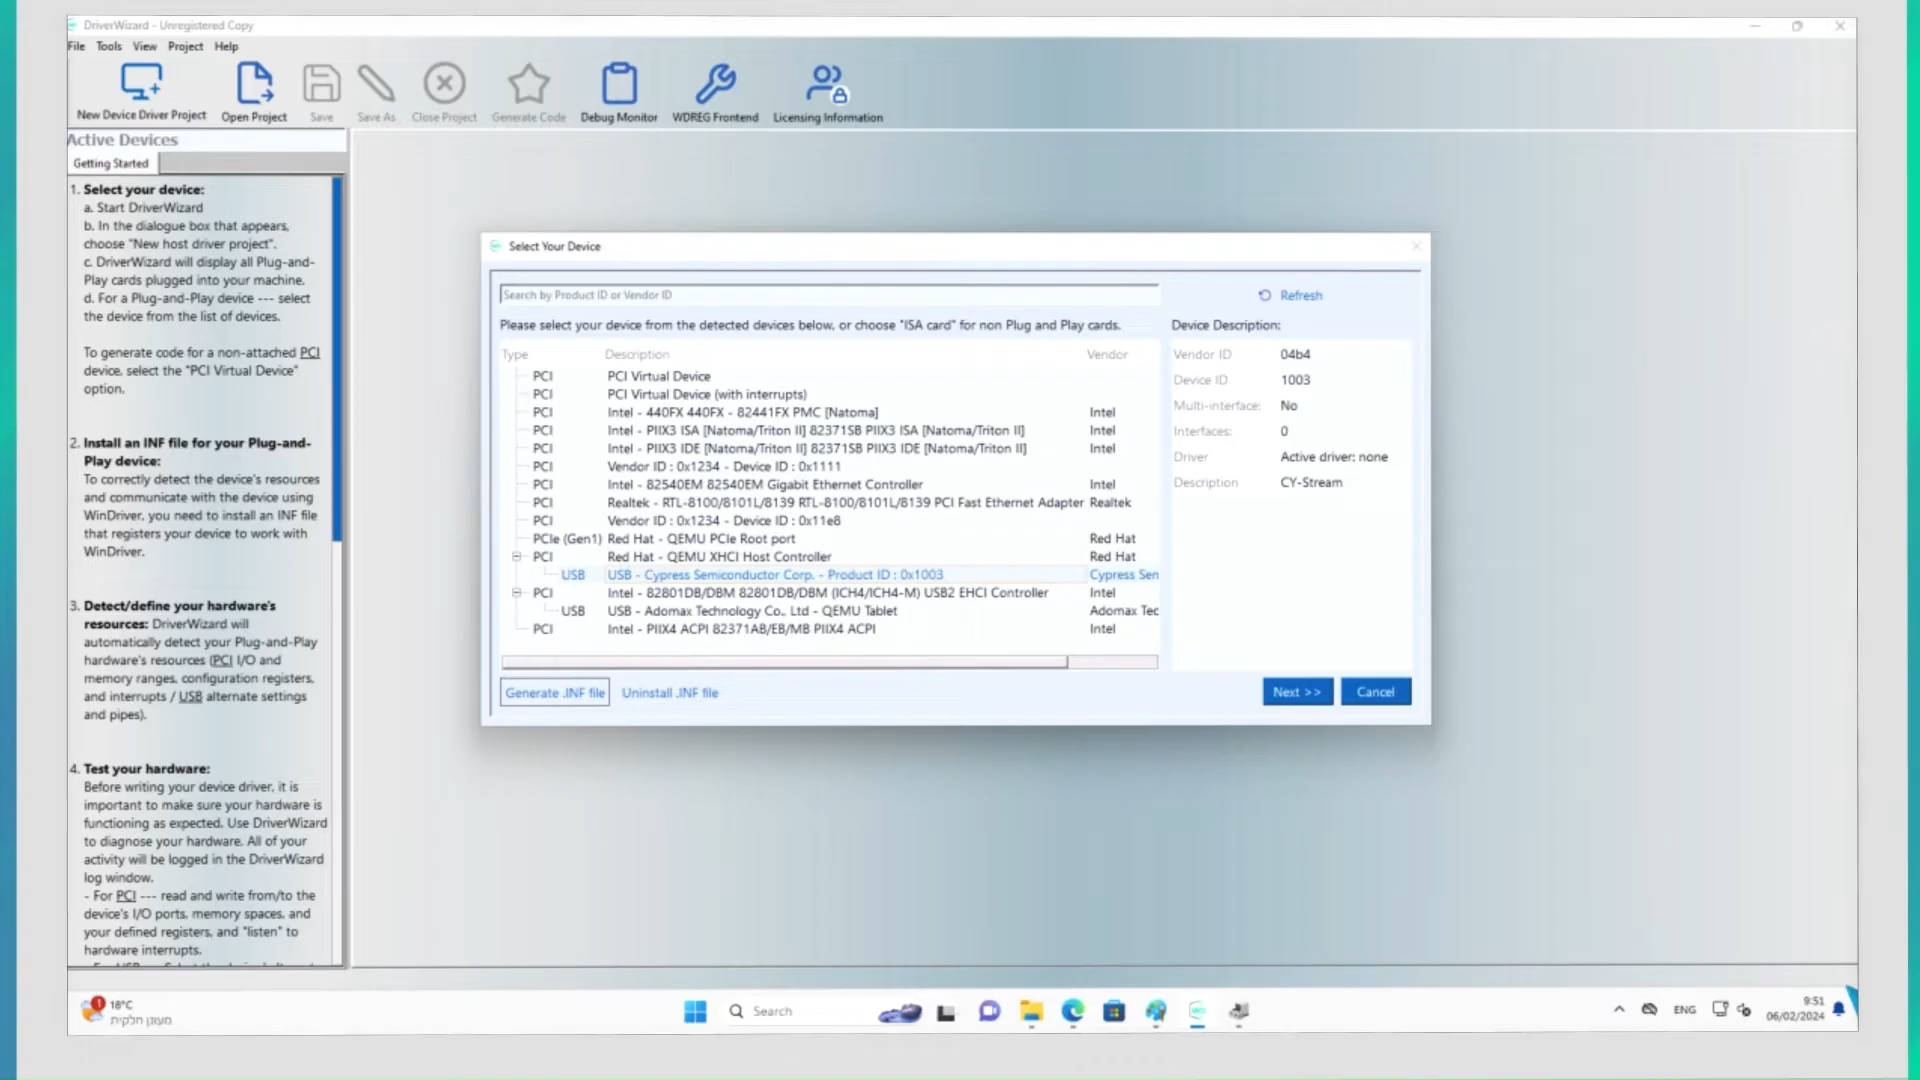 DriverWizard - Unregistered Copy
File Tools View Project Help
New Device Driver Project Open Project Save Save As Close Project Generate Code Debug Monitor WDREG Frontend Licensing Information
Active Devices
Getting Started
1. Select your device:
a. Start DriverWizard
b. In the dialogue box that appears,
choose "New host driver project".
c. DriverWizard will display all Plug-and-
Play cards plugged into your machine.
d. For a Plug-and-Play device --- select
the device from the list of devices.
To generate code for a non-attached PCI
device, select the "PCI Virtual Device"
option.
2. Install an INF file for your Plug-and-
Play device:
To correctly detect the device's resources
and communicate with the device using
WinDriver, you need to install an INF file
that registers your device to work with
WinDriver.
3. Detect/define your hardware's
resources: DriverWizard will
automatically detect your Plug-and-Play
hardware's resources (PCI I/O and
memory ranges, configuration registers,
and interrupts / USB alternate settings
and pipes).
4. Test your hardware:
Before writing your device driver, it is
important to make sure your hardware is
functioning as expected. Use DriverWizard
to diagnose your hardware. All of your
activity will be logged in the DriverWizard
log window.
- For PCI --- read and write from/to the
device's I/O ports, memory spaces, and
your defined registers, and "listen" to
hardware interrupts.
Select Your Device
Search by Product ID or Vendor ID
Refresh
Please select your device from the detected devices below, or choose "ISA card" for non Plug and Play cards.
Type Description Vendor
PCI PCI Virtual Device
PCI PCI Virtual Device (with interrupts)
PCI Intel - 440FX 440FX - 82441FX PMC [Natoma] Intel
PCI Intel - PIIX3 ISA [Natoma/Triton II] 82371SB PIIX3 ISA [Natoma/Triton II] Intel
PCI Intel - PIIX3 IDE [Natoma/Triton II] 82371SB PIIX3 IDE [Natoma/Triton II] Intel
PCI Vendor ID : 0x1234 - Device ID : 0x1111
PCI Intel - 82540EM 82540EM Gigabit Ethernet Controller Intel
PCI Realtek - RTL-8100/8101L/8139 RTL-8100/8101L/8139 PCI Fast Ethernet Adapter Realtek
PCI Vendor ID : 0x1234 - Device ID : 0x11e8
PCIe (Gen1) Red Hat - QEMU PCIe Root port Red Hat
PCI Red Hat - QEMU XHCI Host Controller Red Hat
USB USB - Cypress Semiconductor Corp. - Product ID : 0x1003 Cypress Sen
PCI Intel - 82801DB/DBM 82801DB/DBM (ICH4/ICH4-M) USB2 EHCI Controller Intel
USB USB - Adomax Technology Co., Ltd - QEMU Tablet Adomax Tec
PCI Intel - PIIX4 ACPI 82371AB/EB/MB PIIX4 ACPI Intel
Device Description:
Vendor ID 04b4
Device ID 1003
Multi-interface: No
Interfaces: 0
Driver Active driver: none
Description CY-Stream
Generate .INF file Uninstall .INF file Next >> Cancel
1
18°C
מעונן חלקית
Search
ENG
9:51
06/02/2024